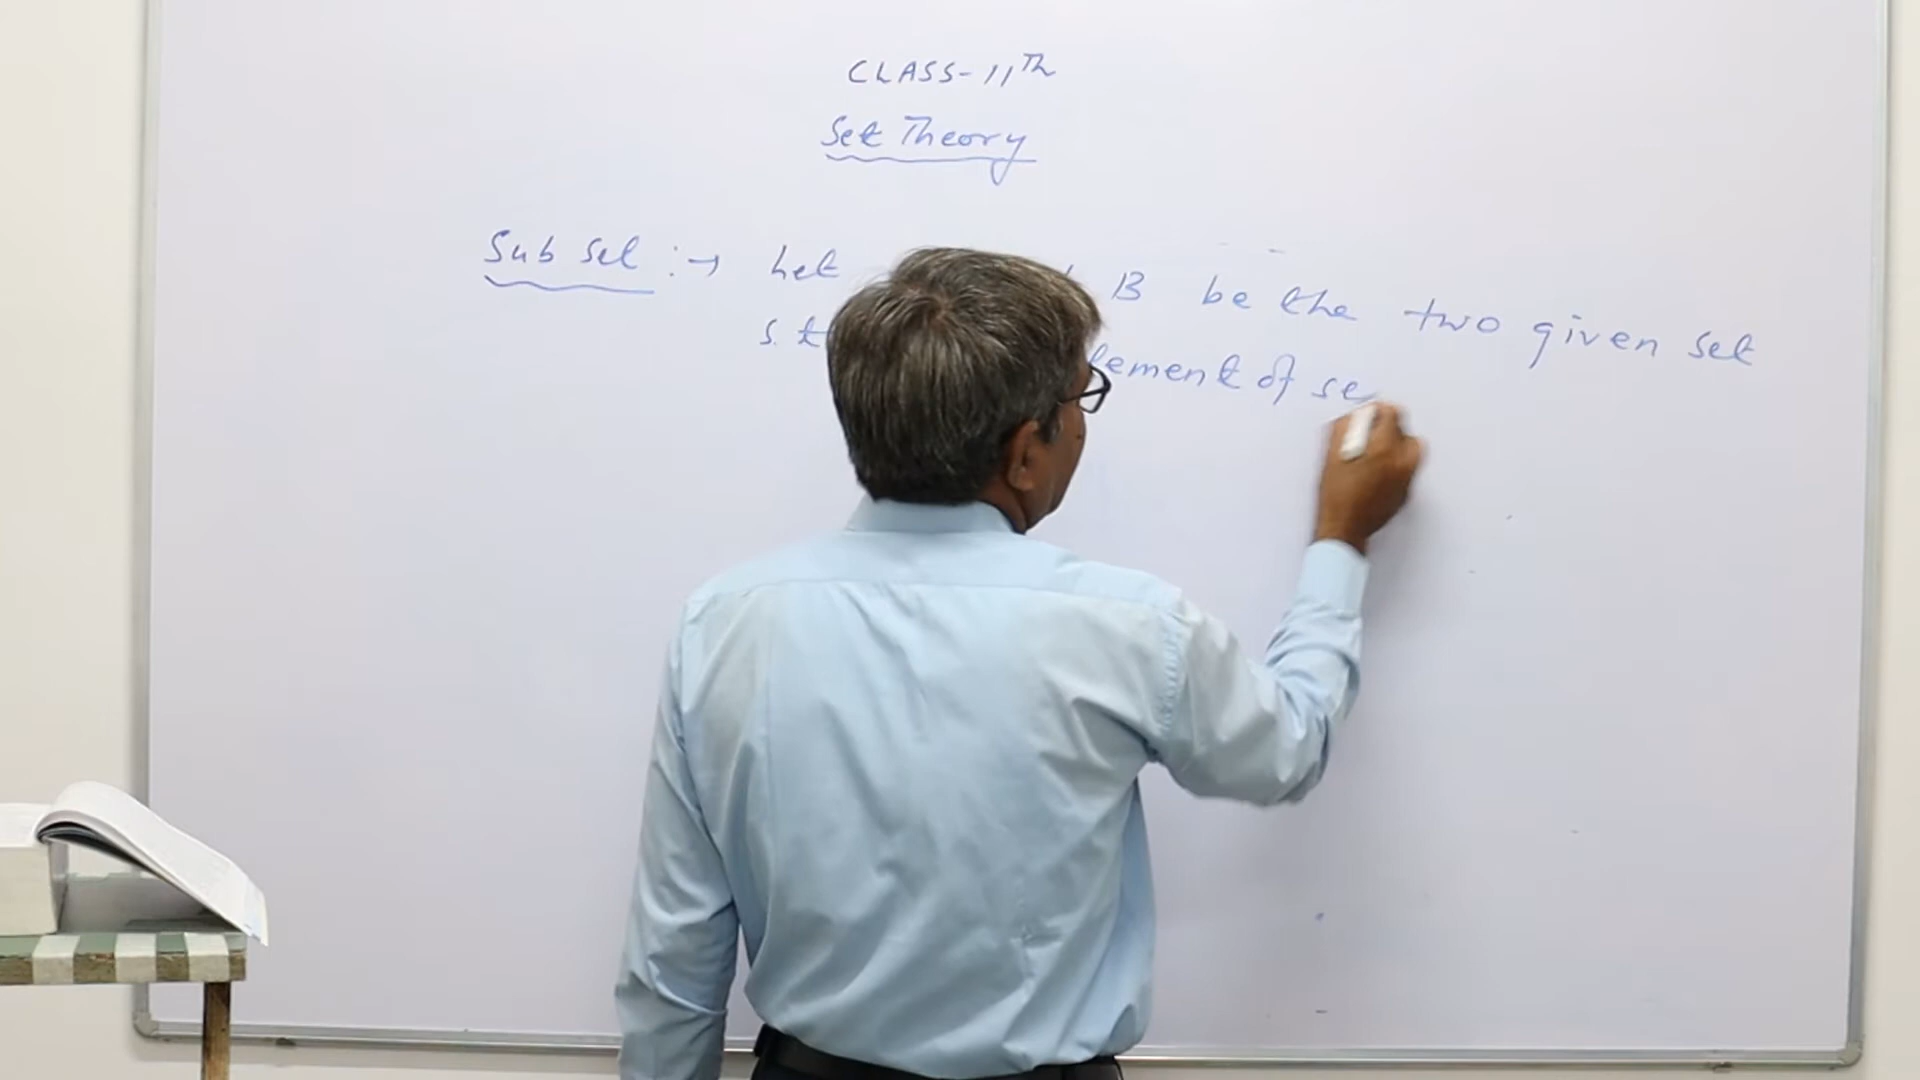 CLASS-11Th
Set Theory
Sub Set :→ Let B be the two given set
s.t lement of se